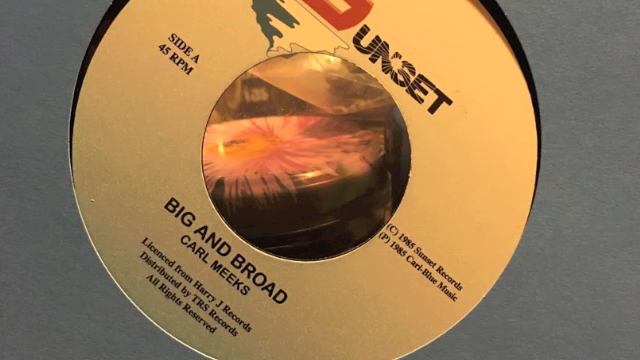 UNSET
SIDE A
45 RPM
BIG AND BROAD
CARL MEEKS
Licenced from Harry J Records
Distributed by TRS Records
All Rights Reserved
(C) 1985 Sunset Records
(P) 1985 Cari-Blue Music